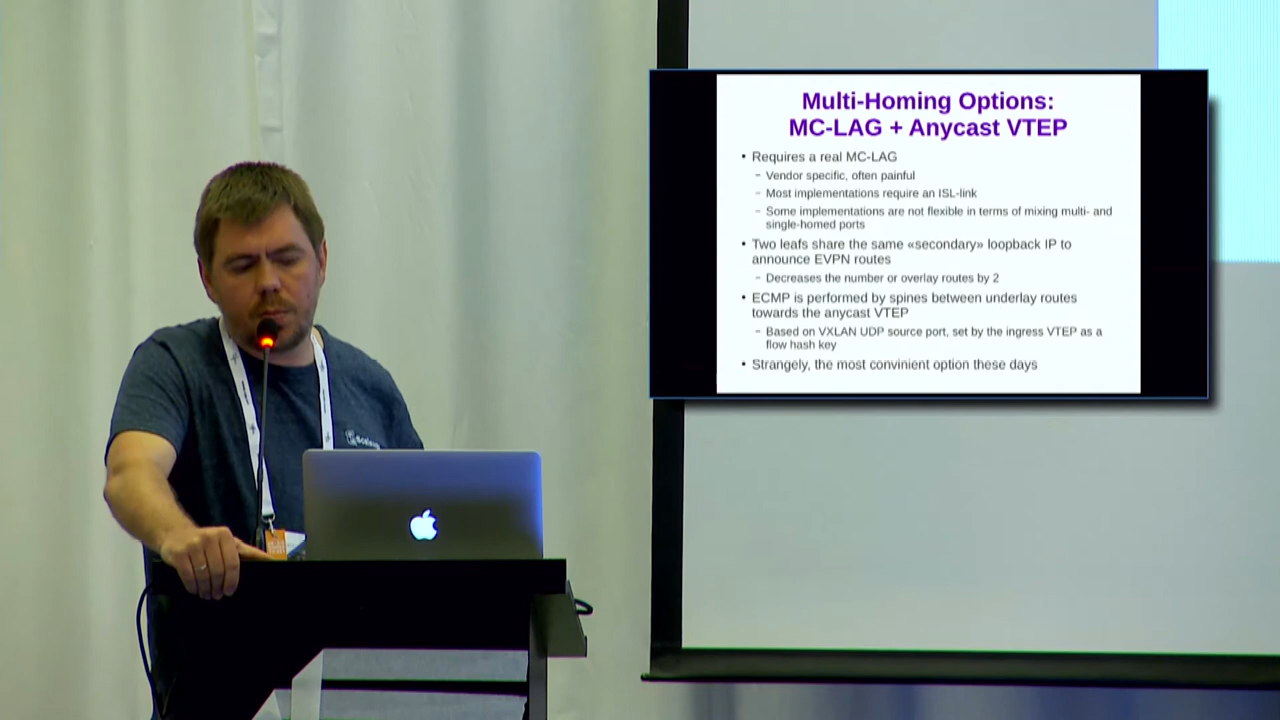 Multi-Homing Options:
MC-LAG + Anycast VTEP
• Requires a real MC-LAG
– Vendor specific, often painful
– Most implementations require an ISL-link
– Some implementations are not flexible in terms of mixing multi- and
single-homed ports
• Two leafs share the same «secondary» loopback IP to
announce EVPN routes
– Decreases the number or overlay routes by 2
• ECMP is performed by spines between underlay routes
towards the anycast VTEP
– Based on VXLAN UDP source port, set by the ingress VTEP as a
flow hash key
• Strangely, the most convinient option these days